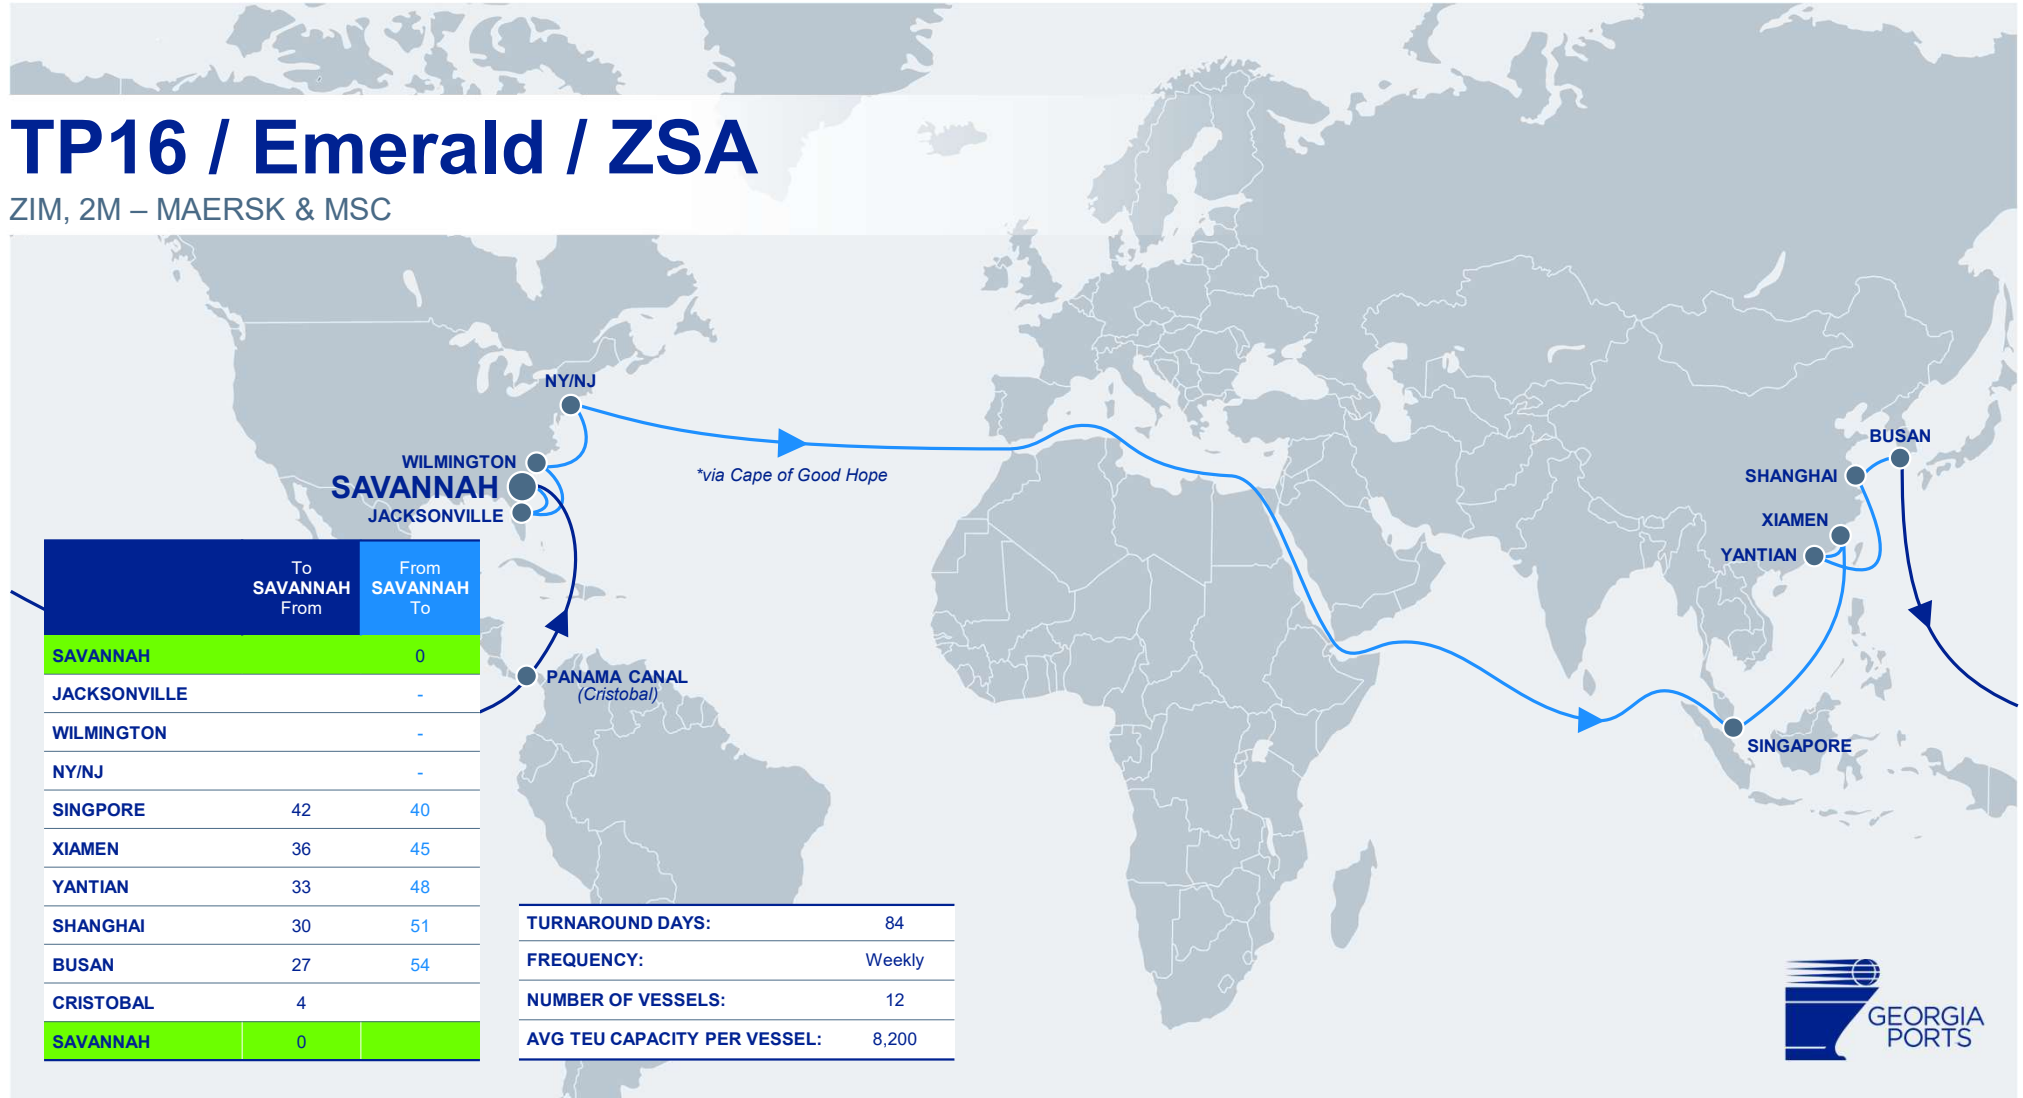 TP16 / Emerald / ZSA
ZIM, 2M – MAERSK & MSC
NY/NJ
WILMINGTON
SAVANNAH
JACKSONVILLE
*via Cape of Good Hope
BUSAN
SHANGHAI
XIAMEN
YANTIAN
SINGAPORE
PANAMA CANAL
(Cristobal)
To SAVANNAH From
From SAVANNAH To
SAVANNAH 0
JACKSONVILLE -
WILMINGTON -
NY/NJ -
SINGPORE 42 40
XIAMEN 36 45
YANTIAN 33 48
SHANGHAI 30 51
BUSAN 27 54
CRISTOBAL 4
SAVANNAH 0
TURNAROUND DAYS: 84
FREQUENCY: Weekly
NUMBER OF VESSELS: 12
AVG TEU CAPACITY PER VESSEL: 8,200
GEORGIA
PORTS